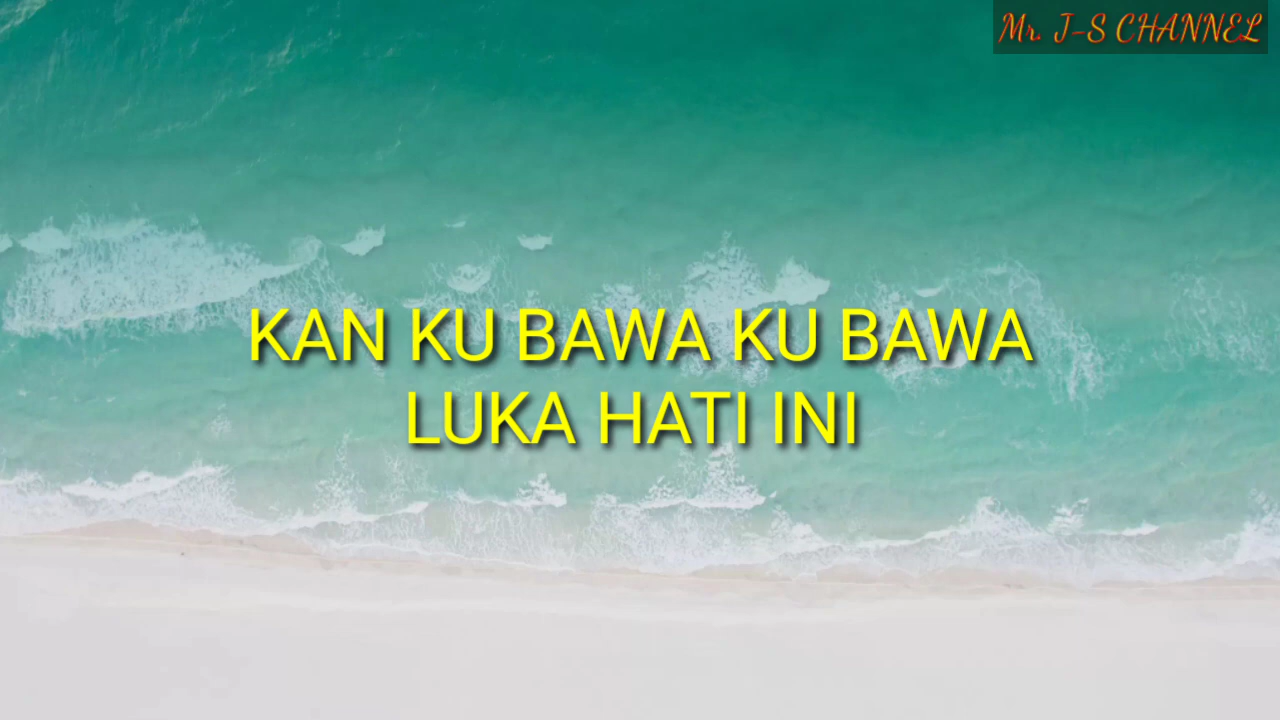 Mr. J-S CHANNEL
KAN KU BAWA KU BAWA
LUKA HATI INI